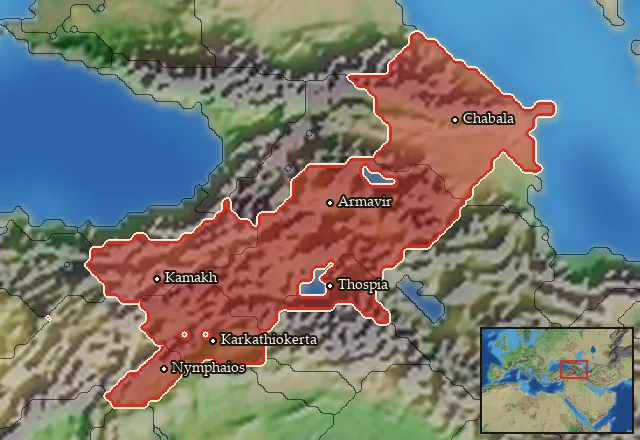 Chabala
Armavir
Kamakh
Thospia
Karkathiokerta
Nymphaios